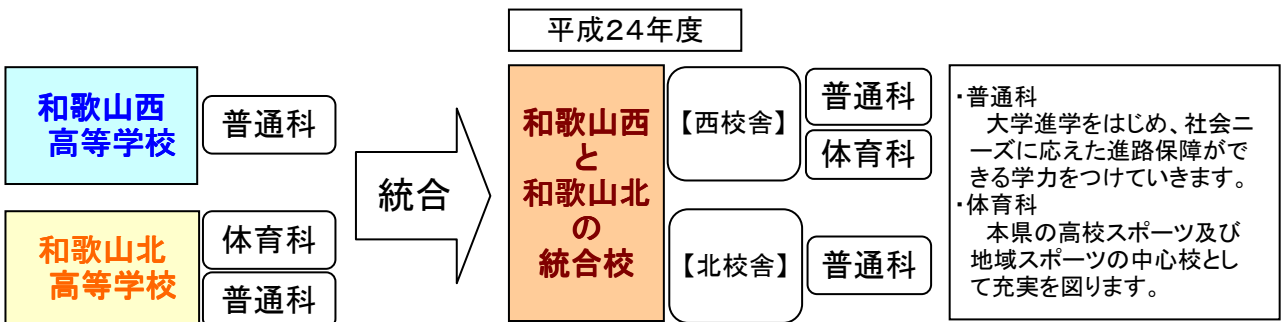 平成24年度
和歌山西
高等学校
普通科
和歌山北
高等学校
体育科
普通科
統合
和歌山西
と
和歌山北
の
統合校
【西校舎】
普通科
体育科
【北校舎】
普通科
・普通科
大学進学をはじめ、社会ニ
ーズに応えた進路保障がで
きる学力をつけていきます。
・体育科
本県の高校スポーツ及び
地域スポーツの中心校とし
て充実を図ります。